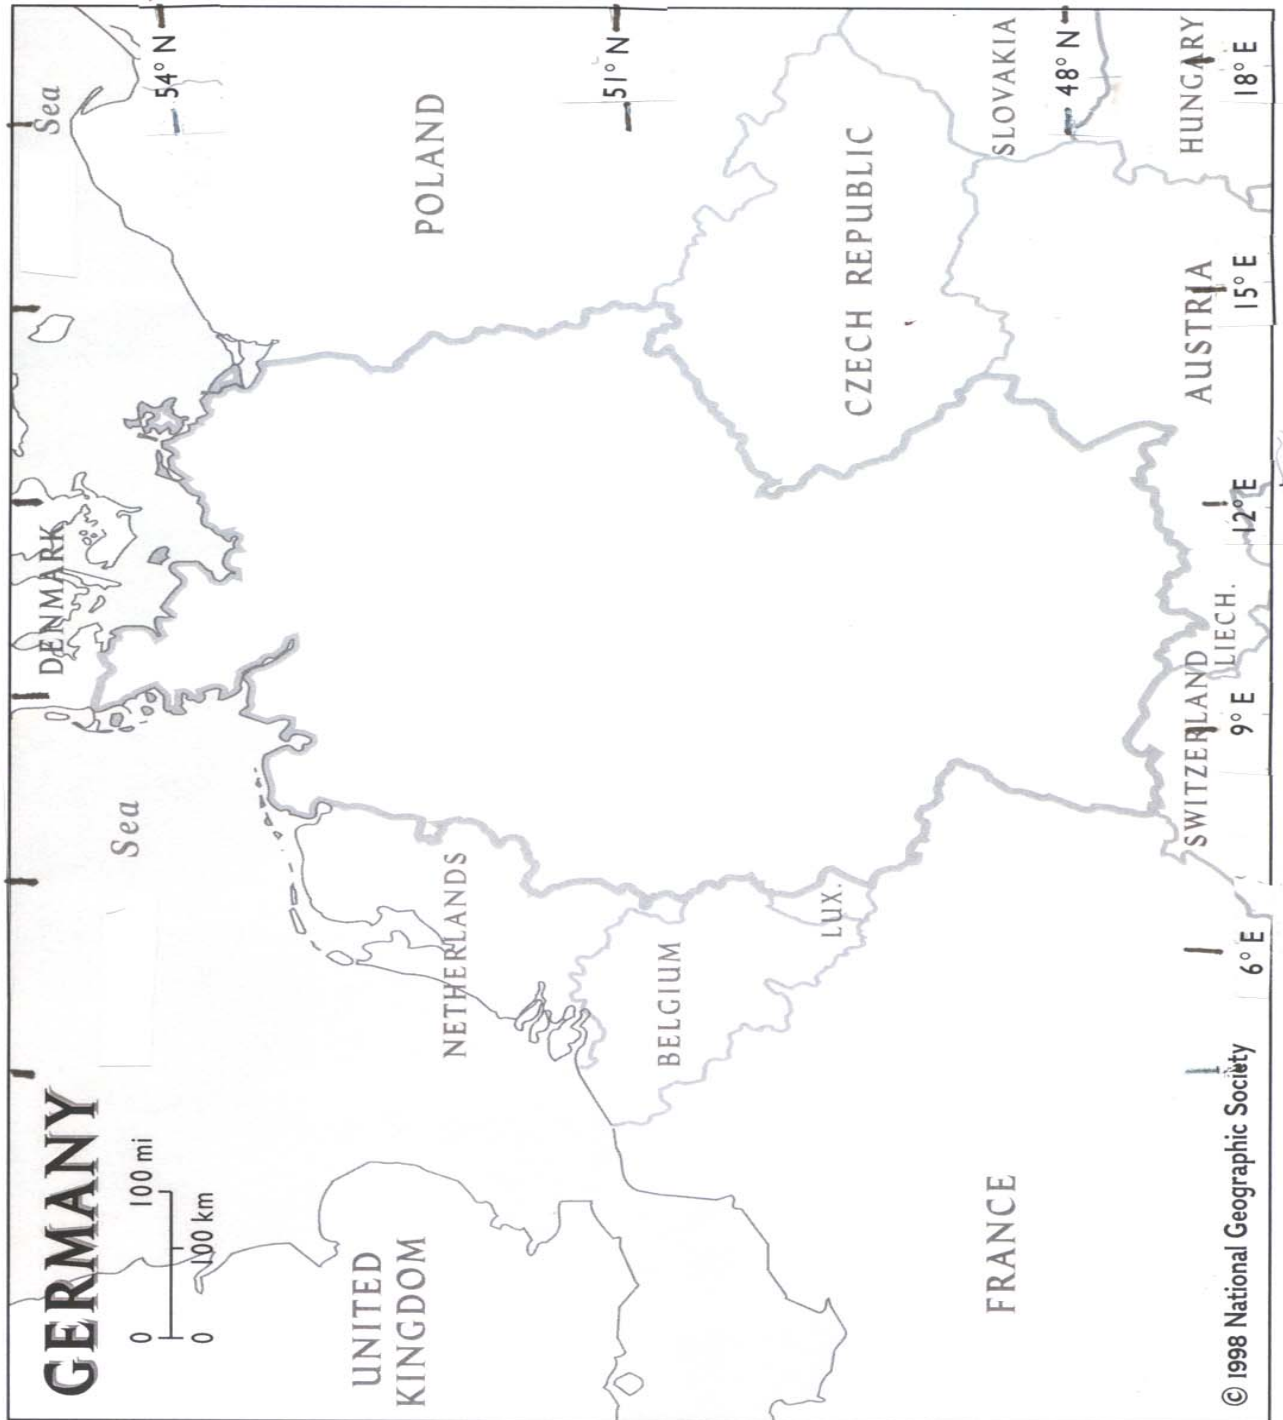 GERMANY
0 100 mi
0 100 km
UNITED
KINGDOM
Sea
DENMARK
Sea
54° N
NETHERLANDS
POLAND
51° N
BELGIUM
LUX.
CZECH REPUBLIC
FRANCE
SLOVAKIA
48° N
SWITZERLAND
LIECH.
AUSTRIA
HUNGARY
6° E
9° E
12° E
15° E
18° E
© 1998 National Geographic Society